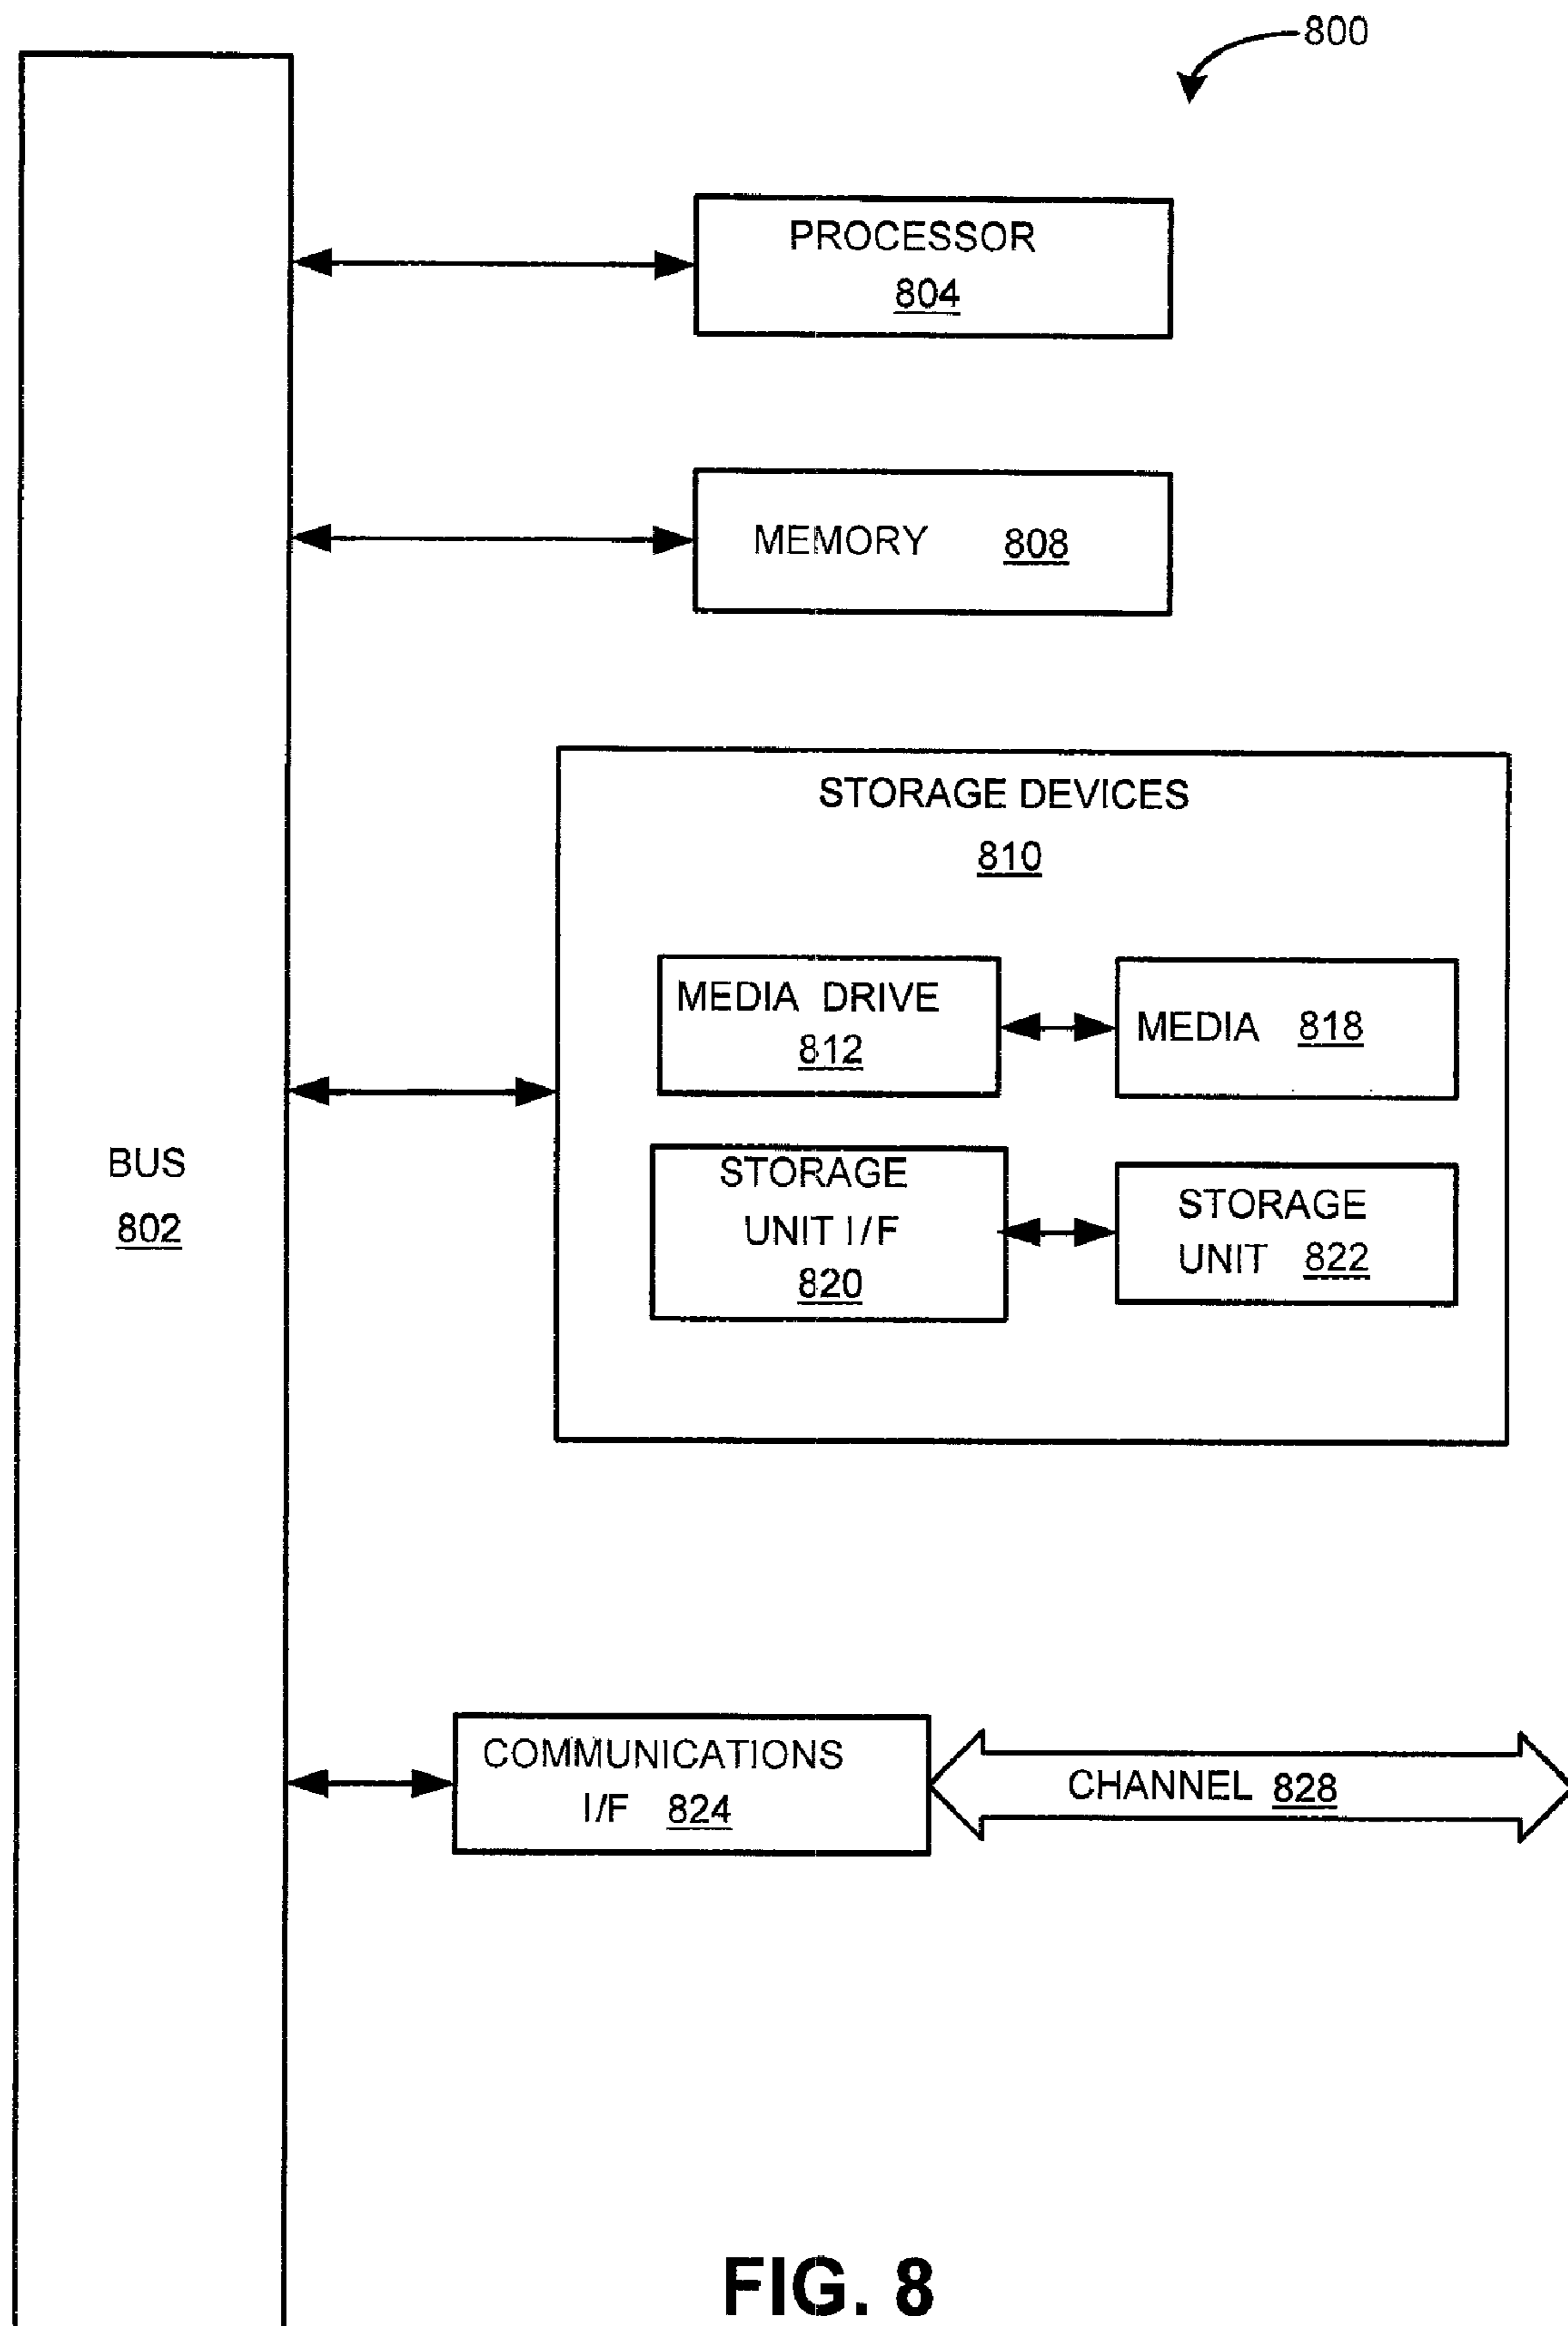 800
PROCESSOR
804
MEMORY 808
STORAGE DEVICES
810
MEDIA DRIVE
812
MEDIA 818
STORAGE
UNIT I/F
820
STORAGE
UNIT 822
BUS
802
COMMUNICATIONS
I/F 824
CHANNEL 828
FIG. 8